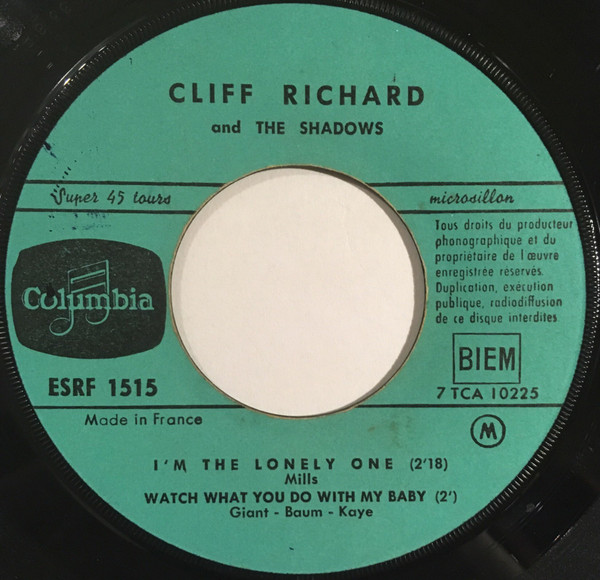 CLIFF RICHARD
and THE SHADOWS
Super 45 tours
microsillon
Tous droits du producteur
phonographique et du
propriétaire de l œuvre
enregistrée réservés.
Duplication, exécution
publique, radiodiffusion
de ce disque interdites
Columbia
BIEM
ESRF 1515
7 TCA 10225
Made in France
M
I'M THE LONELY ONE (2'18)
Mills
WATCH WHAT YOU DO WITH MY BABY (2')
Giant - Baum - Kaye